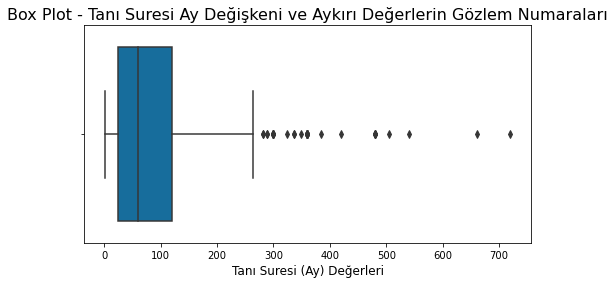 Box Plot - Tanı Suresi Ay Değişkeni ve Aykırı Değerlerin Gözlem Numaraları
0 100 200 300 400 500 600 700
Tanı Suresi (Ay) Değerleri